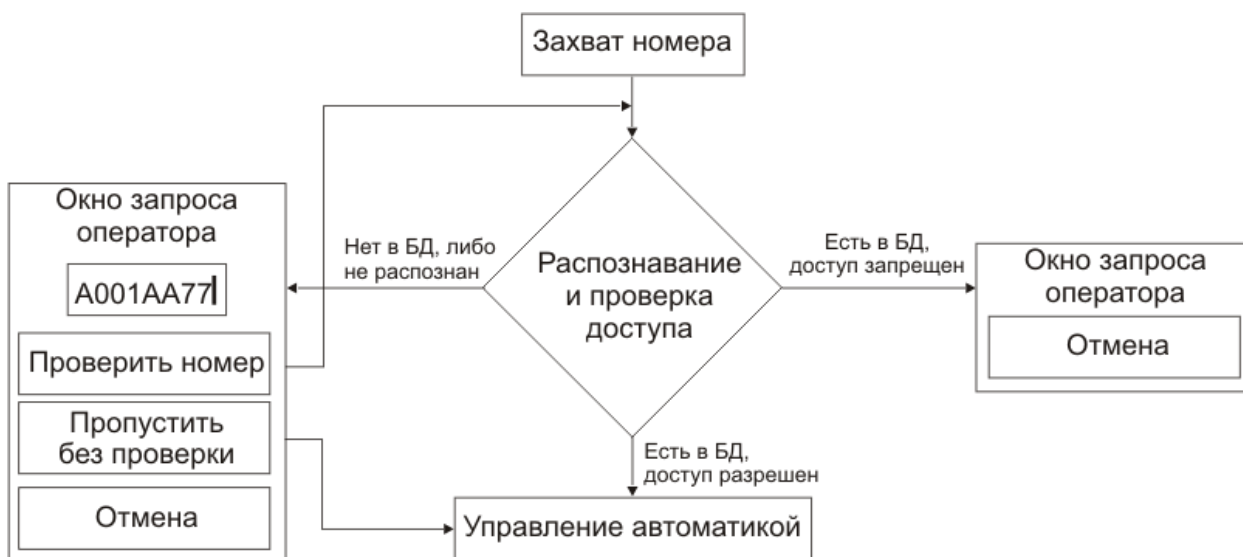 Захват номера
Окно запроса
оператора
A001AA77
Проверить номер
Пропустить
без проверки
Отмена
Нет в БД, либо
не распознан
Распознавание
и проверка
доступа
Есть в БД,
доступ запрещен
Окно запроса
оператора
Отмена
Есть в БД,
доступ разрешен
Управление автоматикой